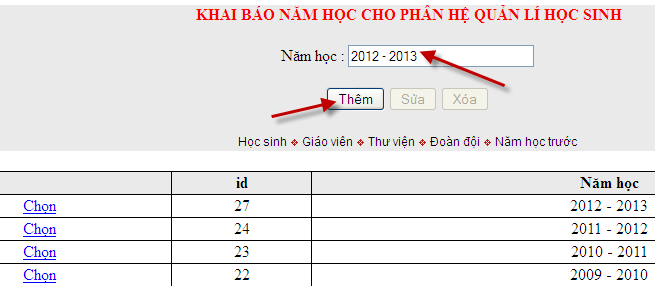 KHAI BÁO NĂM HỌC CHO PHÂN HỆ QUẢN LÍ HỌC SINH
Năm học : 2012 - 2013
Thêm Sửa Xóa
Học sinh ❖ Giáo viên ❖ Thư viện ❖ Đoàn đội ❖ Năm học trước
id Năm học
Chọn 27 2012 - 2013
Chọn 24 2011 - 2012
Chọn 23 2010 - 2011
Chọn 22 2009 - 2010